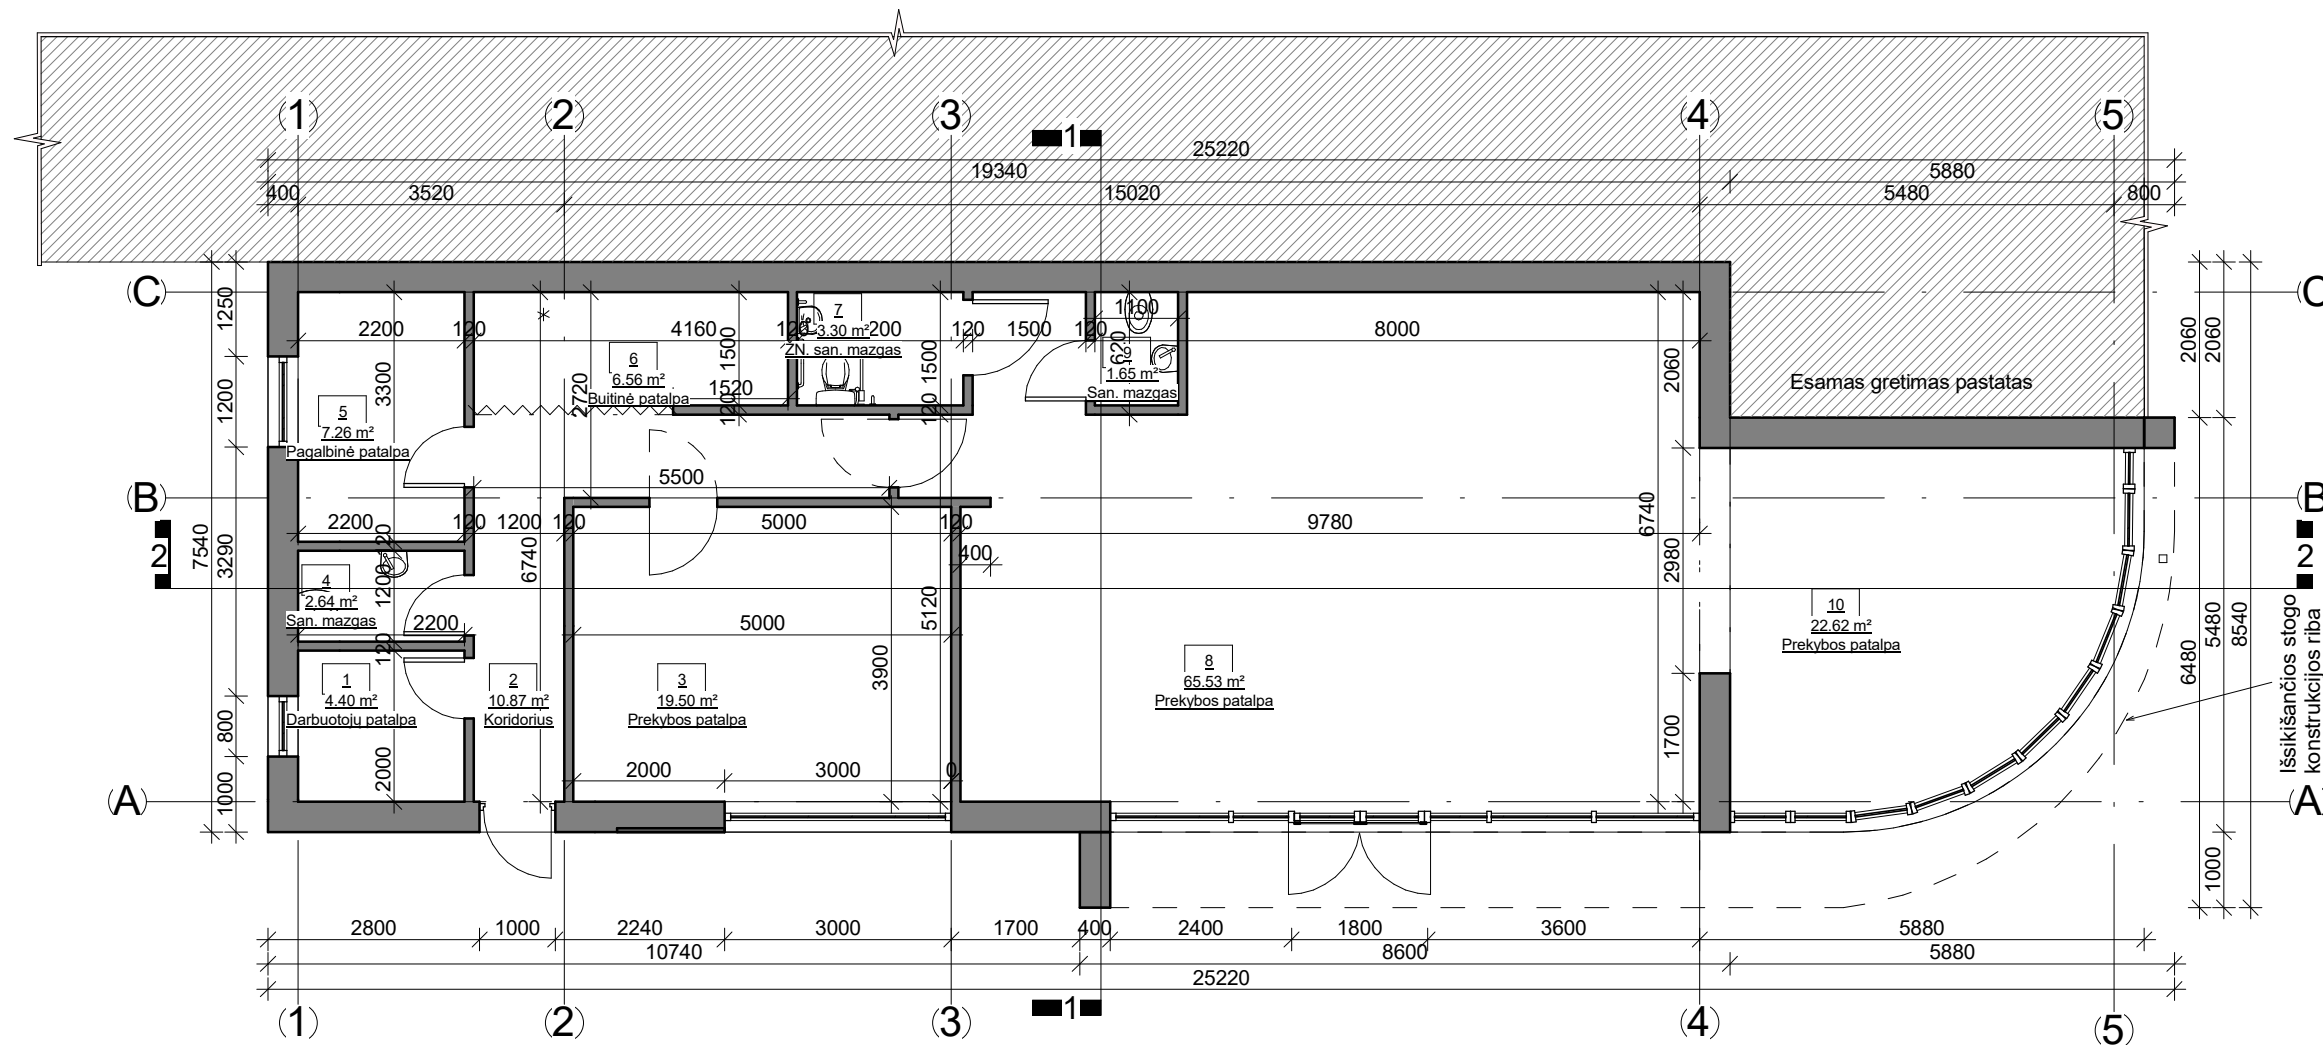 1 2 3 4 5
1
25220
19340 5880
400 3520 15020 5480 800
C C
B B
A A
2 2
7540
1250
1200
3290
800
1000
2200 120 4160 120 200 120 1500 120 1100 8000
3300
2720
1500
1520
120
1500
120
620
2060
6740
2980
1700
5
7.26 m²
Pagalbinė patalpa
6
6.56 m²
Buitinė patalpa
7
3.30 m²
ŽN. san. mazgas
9
1.65 m²
San. mazgas
Esamas gretimas pastatas
2060
2060
6480
5480
8540
1000
5500
2200 120 1200 120 5000 120 9780
400
6740
5120
3900
120
1200
120
2000
4
2.64 m²
San. mazgas
2200
5000
1
4.40 m²
Darbuotojų patalpa
2
10.87 m²
Koridorius
3
19.50 m²
Prekybos patalpa
8
65.53 m²
Prekybos patalpa
10
22.62 m²
Prekybos patalpa
Išsikišančios stogo
konstrukcijos riba
2000 3000 0
2800 1000 2240 3000 1700 400 2400 1800 3600 5880
10740 8600 5880
25220
1
1 2 3 4 5